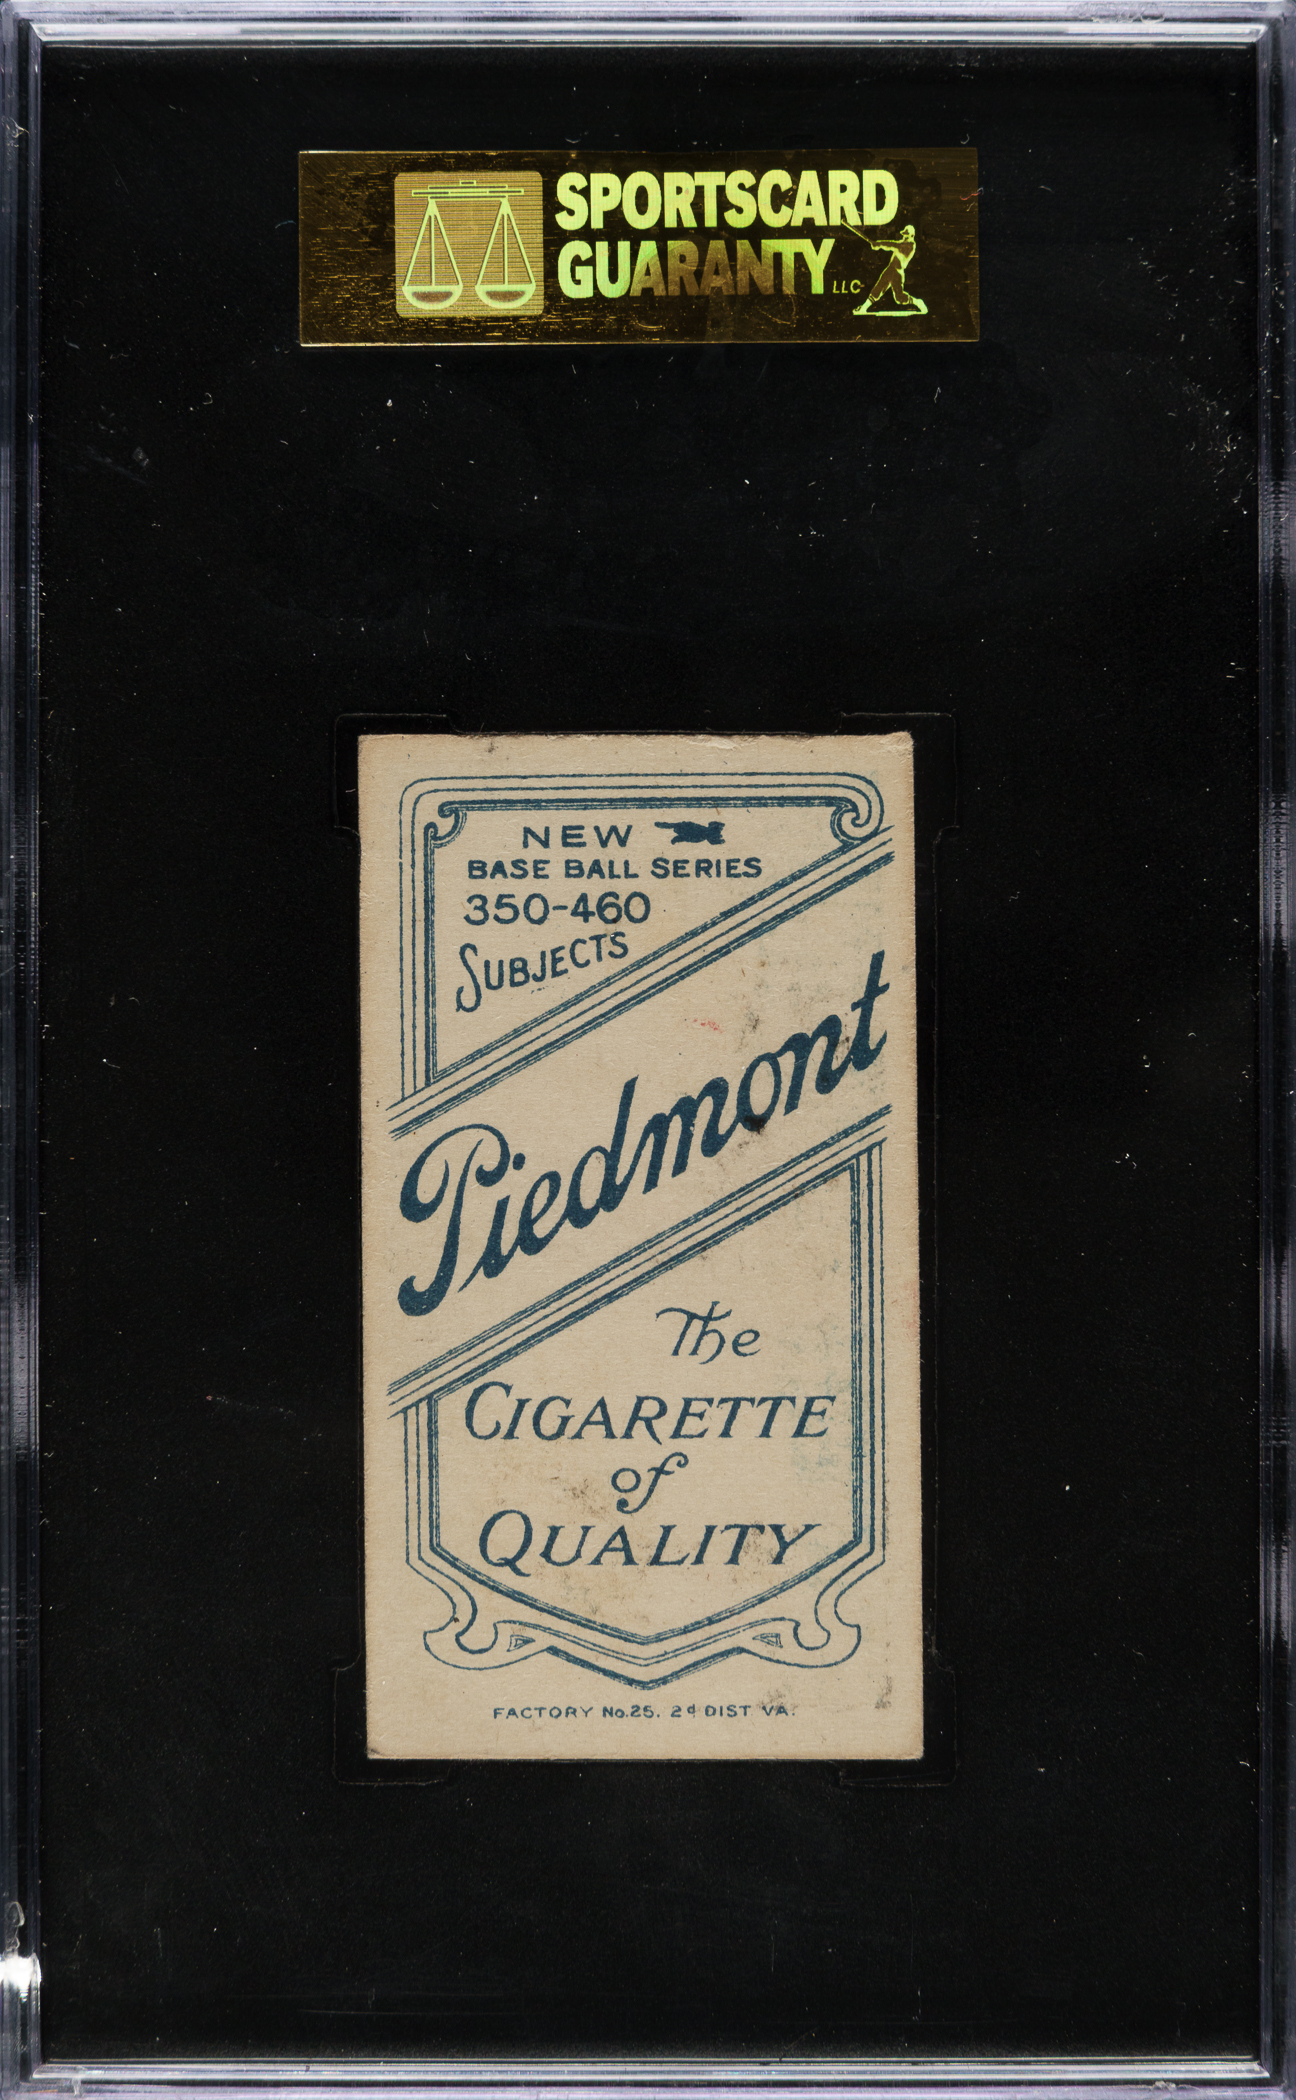 SPORTSCARD
GUARANTY LLC
NEW
BASE BALL SERIES
350-460
SUBJECTS
Piedmont
The
CIGARETTE
of
QUALITY
FACTORY No.25. 2d DIST VA.